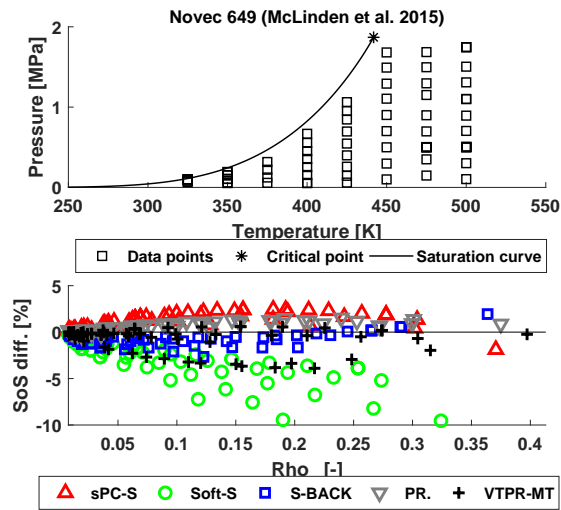 Novec 649 (McLinden et al. 2015)
Pressure [MPa]
2
1
0
250 300 350 400 450 500 550
Temperature [K]
Data points Critical point Saturation curve
SoS diff. [%]
5
0
-5
-10
0.05 0.1 0.15 0.2 0.25 0.3 0.35 0.4
Rho [-]
sPC-S Soft-S S-BACK PR. VTPR-MT